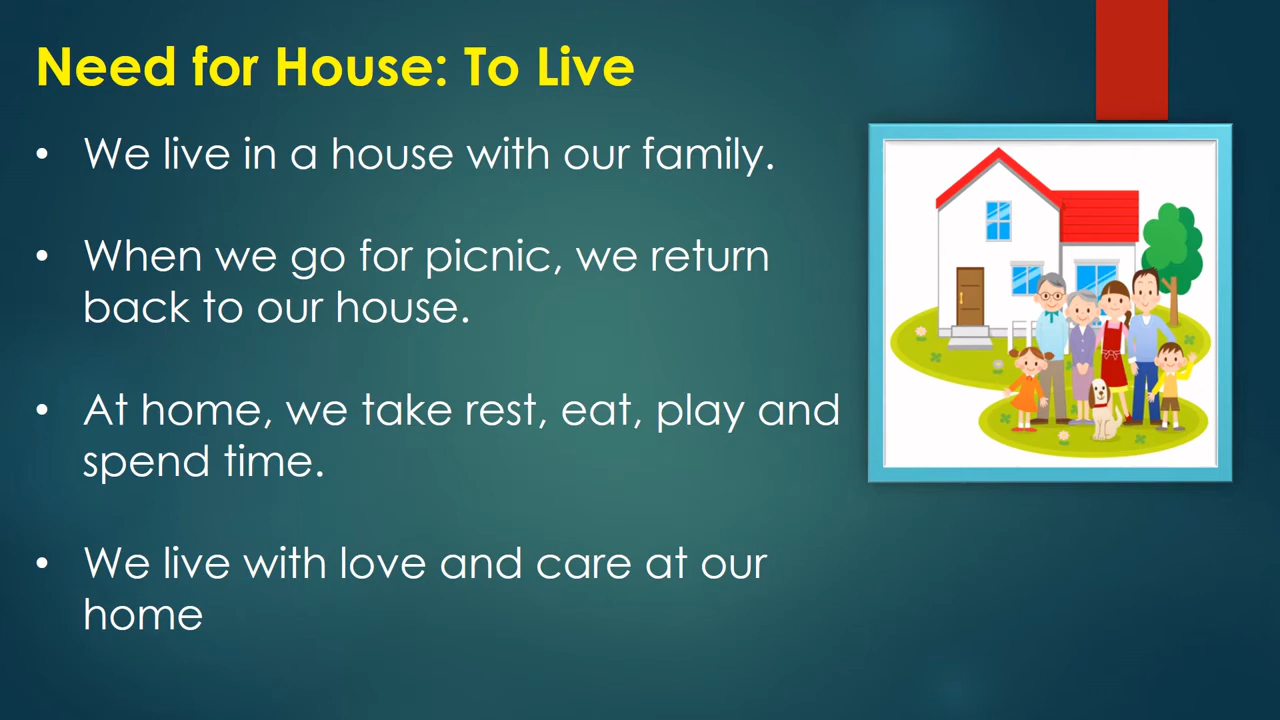 Need for House: To Live
• We live in a house with our family.
• When we go for picnic, we return
back to our house.
• At home, we take rest, eat, play and
spend time.
• We live with love and care at our
home